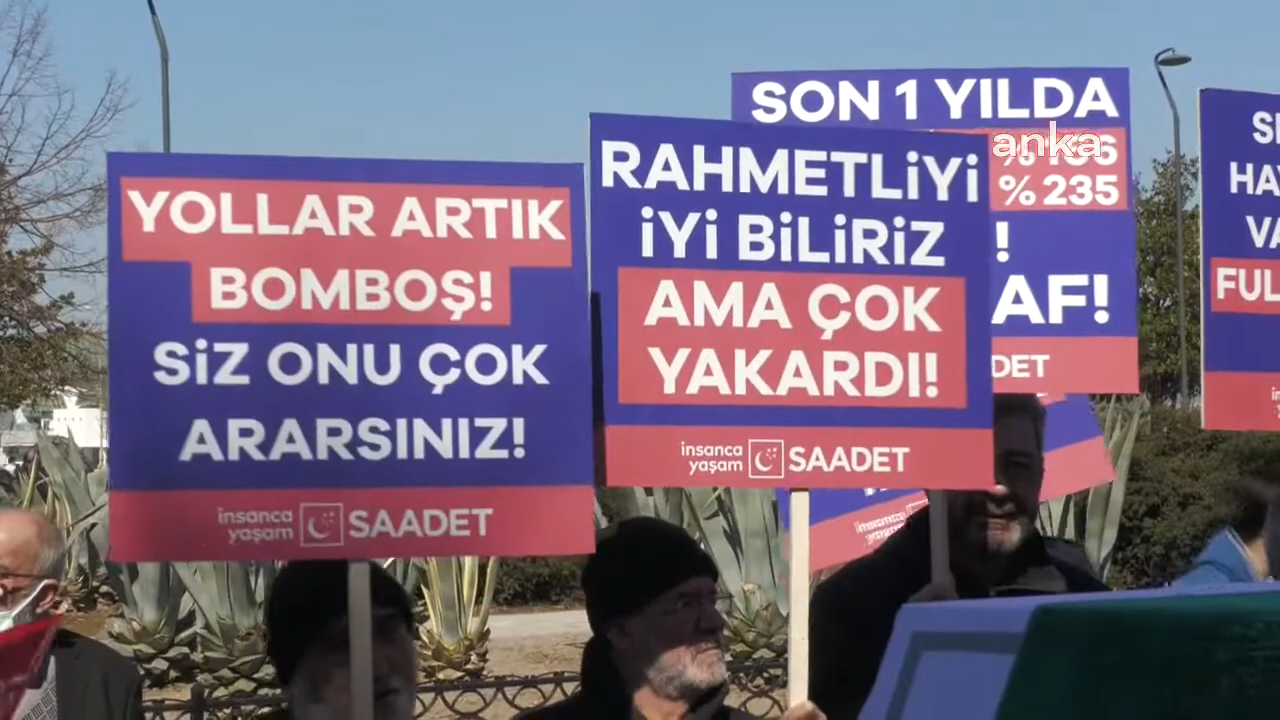 YOLLAR ARTIK
BOMBOŞ!
SİZ ONU ÇOK
ARARSINIZ!
insanca
yaşam
SAADET
RAHMETLİYİ
İYİ BİLİRİZ
AMA ÇOK
YAKARDI!
insanca
yaşam
SAADET
SON 1 YILDA
anka
%235
!
AF!
DET
FUL